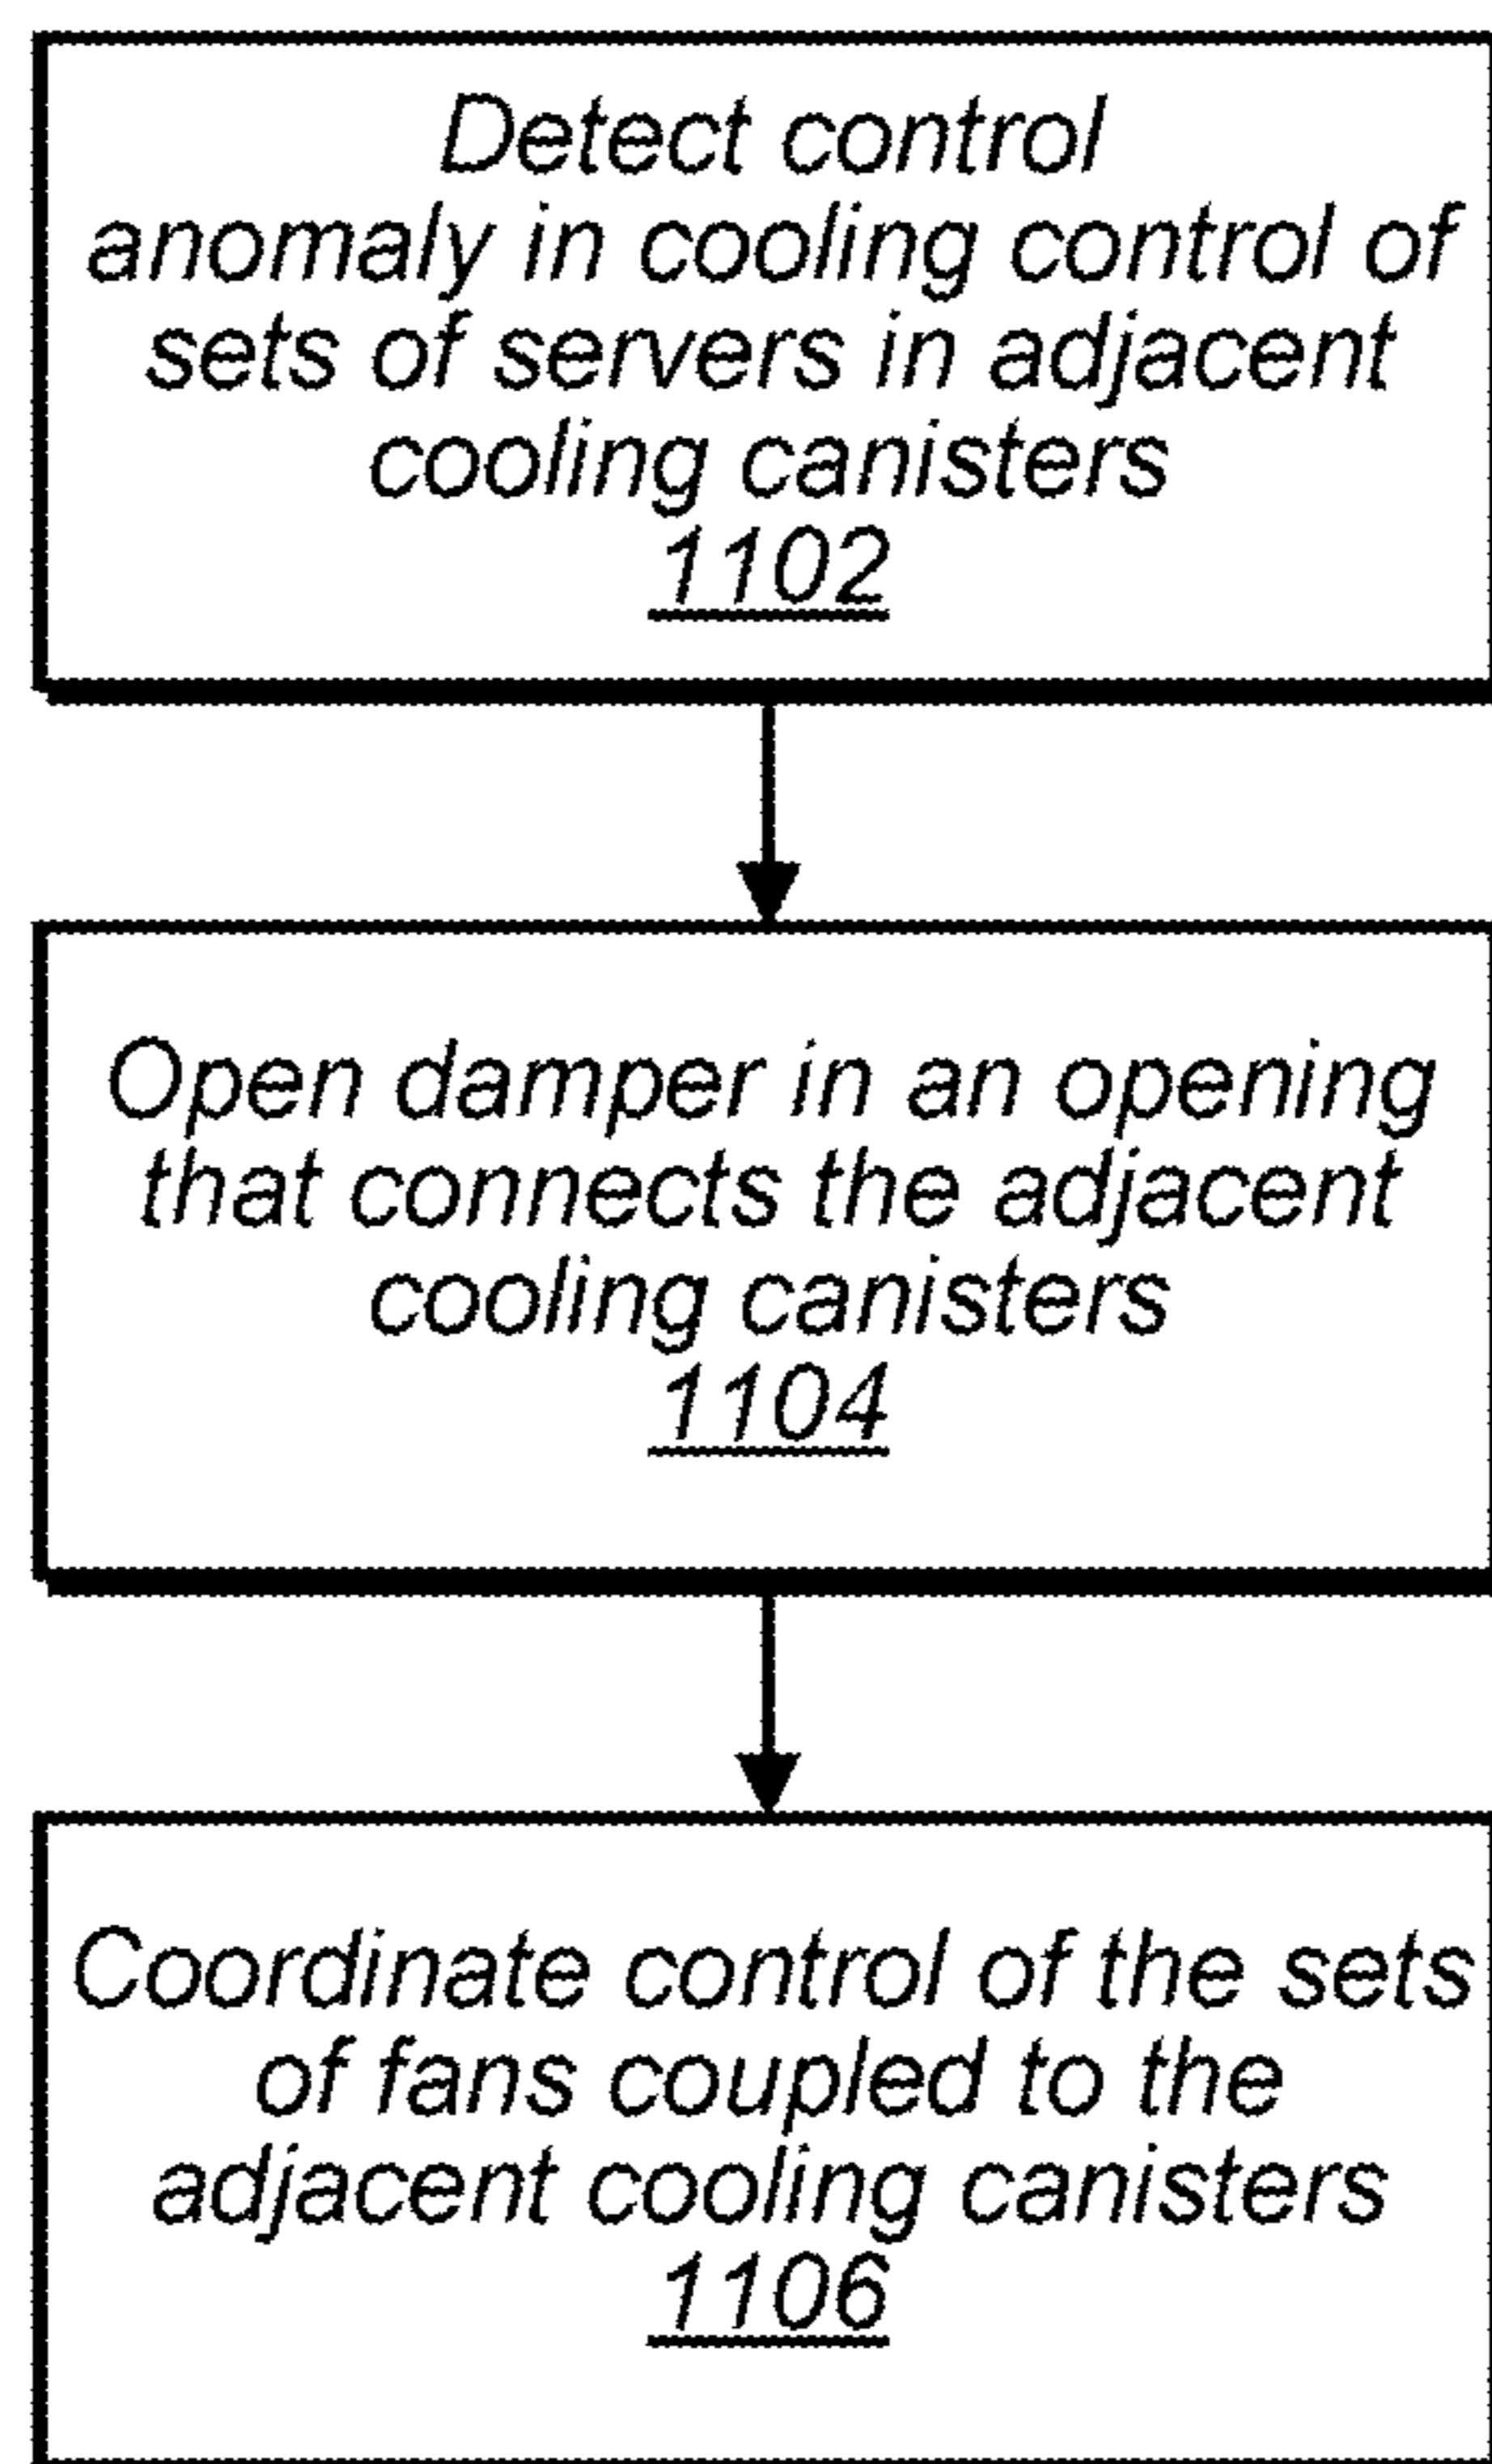 Detect control
anomaly in cooling control of
sets of servers in adjacent
cooling canisters
1102
Open damper in an opening
that connects the adjacent
cooling canisters
1104
Coordinate control of the sets
of fans coupled to the
adjacent cooling canisters
1106